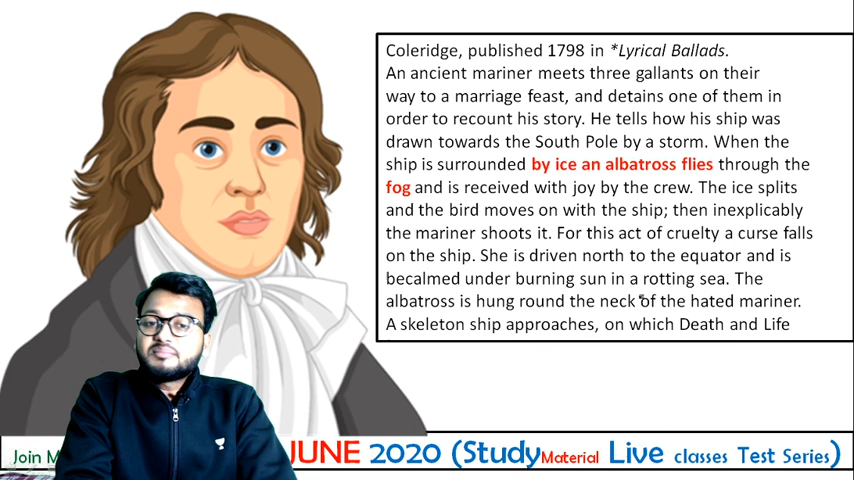 Coleridge, published 1798 in *Lyrical Ballads.
An ancient mariner meets three gallants on their
way to a marriage feast, and detains one of them in
order to recount his story. He tells how his ship was
drawn towards the South Pole by a storm. When the
ship is surrounded by ice an albatross flies through the
fog and is received with joy by the crew. The ice splits
and the bird moves on with the ship; then inexplicably
the mariner shoots it. For this act of cruelty a curse falls
on the ship. She is driven north to the equator and is
becalmed under burning sun in a rotting sea. The
albatross is hung round the neck of the hated mariner.
A skeleton ship approaches, on which Death and Life
Join M JUNE 2020 (Study Material Live classes Test Series)